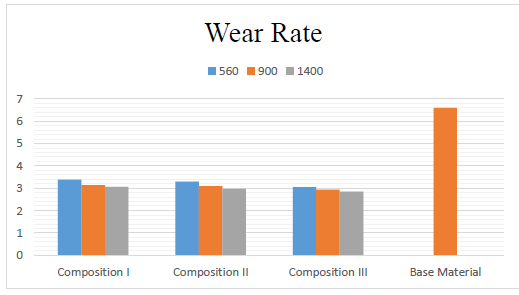 Wear Rate
560 900 1400
7
6
5
4
3
2
1
0
Composition I Composition II Composition III Base Material